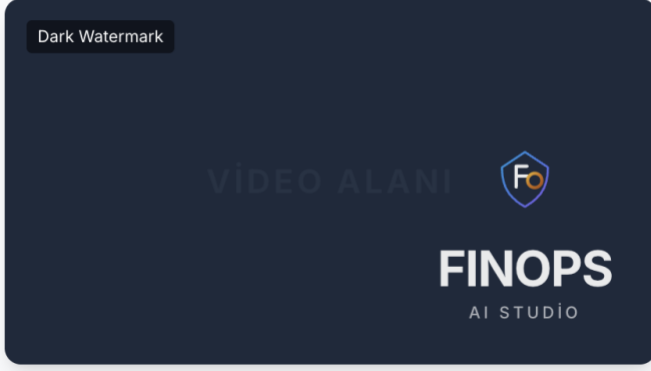 Dark Watermark
VİDEO ALANI
Fo
FINOPS
AI STUDİO